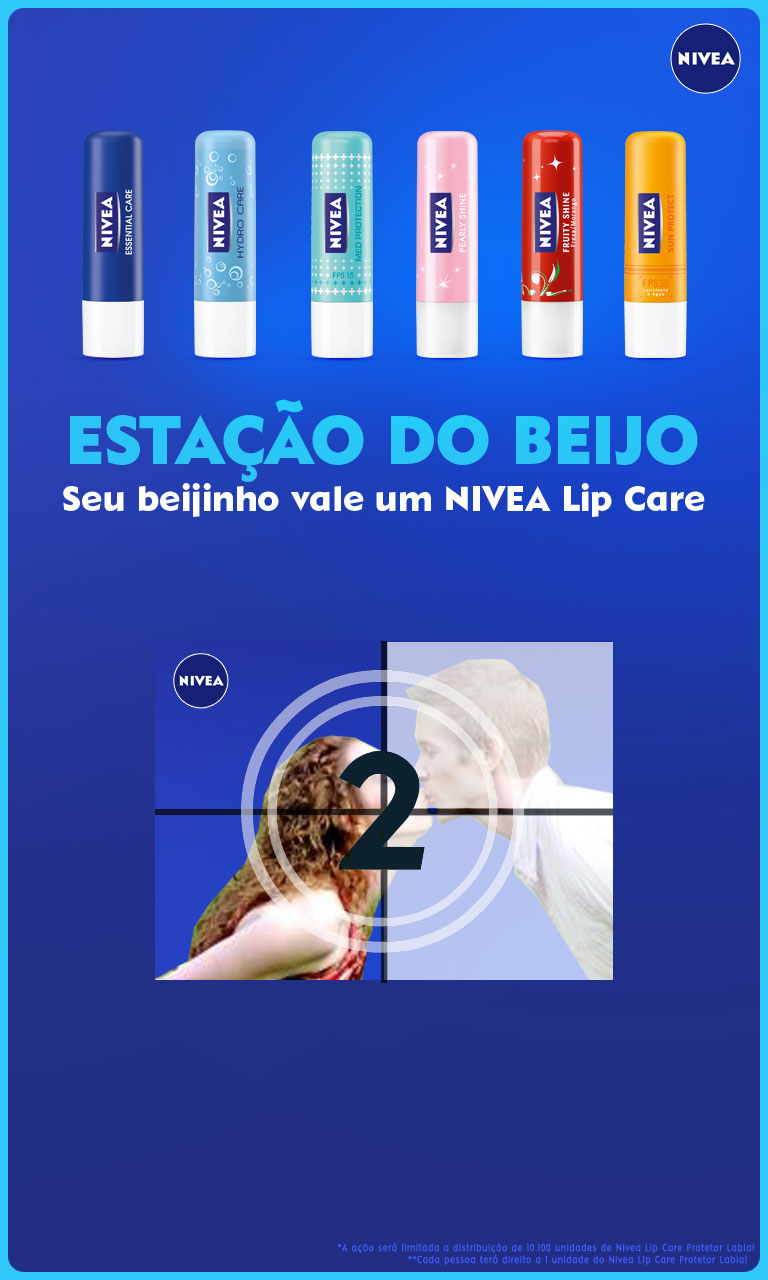 NIVEA
NIVEA
ESSENTIAL CARE
NIVEA
HYDRO CARE
NIVEA
MED PROTECTION
FPS 15
NIVEA
PEARLY SHINE
NIVEA
FRUITY SHINE
NIVEA
SUN PROTECT
FPS30
ESTAÇÃO DO BEIJO
Seu beijinho vale um NIVEA Lip Care
NIVEA
2
*A ação será limitada a distribuição de 10.100 unidades de Nivea Lip Care Protetor Labial
**Cada pessoa terá direito a 1 unidade do Nivea Lip Care Protetor Labial